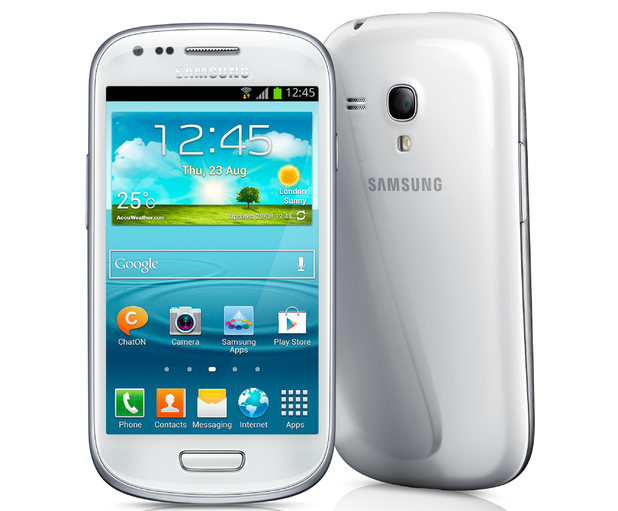 SAMSUNG
12:45
12:45
Thu, 23 Aug
London
Sunny
25°c
AccuWeather.com
Updated 23/08 12:45
Google
ChatON
Camera
Samsung
Apps
Play Store
Phone
Contacts
Messaging
Internet
Apps
SAMSUNG